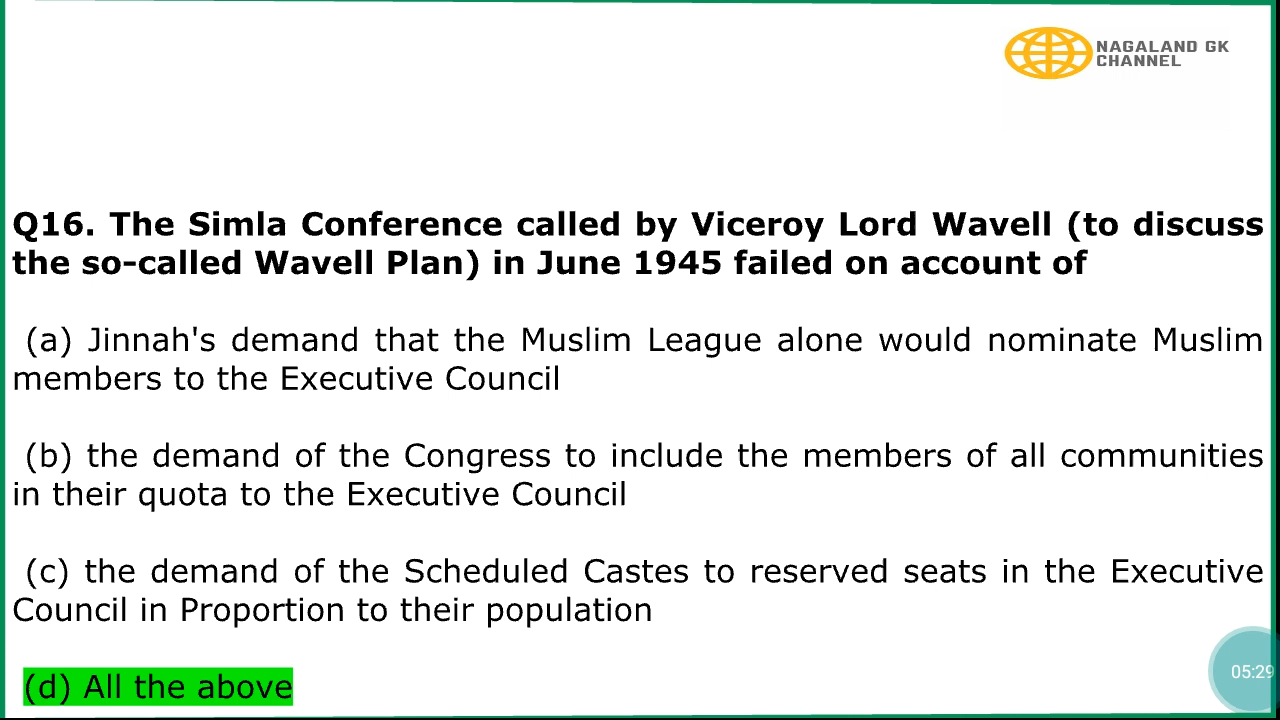 NAGALAND GK
CHANNEL
Q16. The Simla Conference called by Viceroy Lord Wavell (to discuss
the so-called Wavell Plan) in June 1945 failed on account of
(a) Jinnah's demand that the Muslim League alone would nominate Muslim
members to the Executive Council
(b) the demand of the Congress to include the members of all communities
in their quota to the Executive Council
(c) the demand of the Scheduled Castes to reserved seats in the Executive
Council in Proportion to their population
(d) All the above
05:29